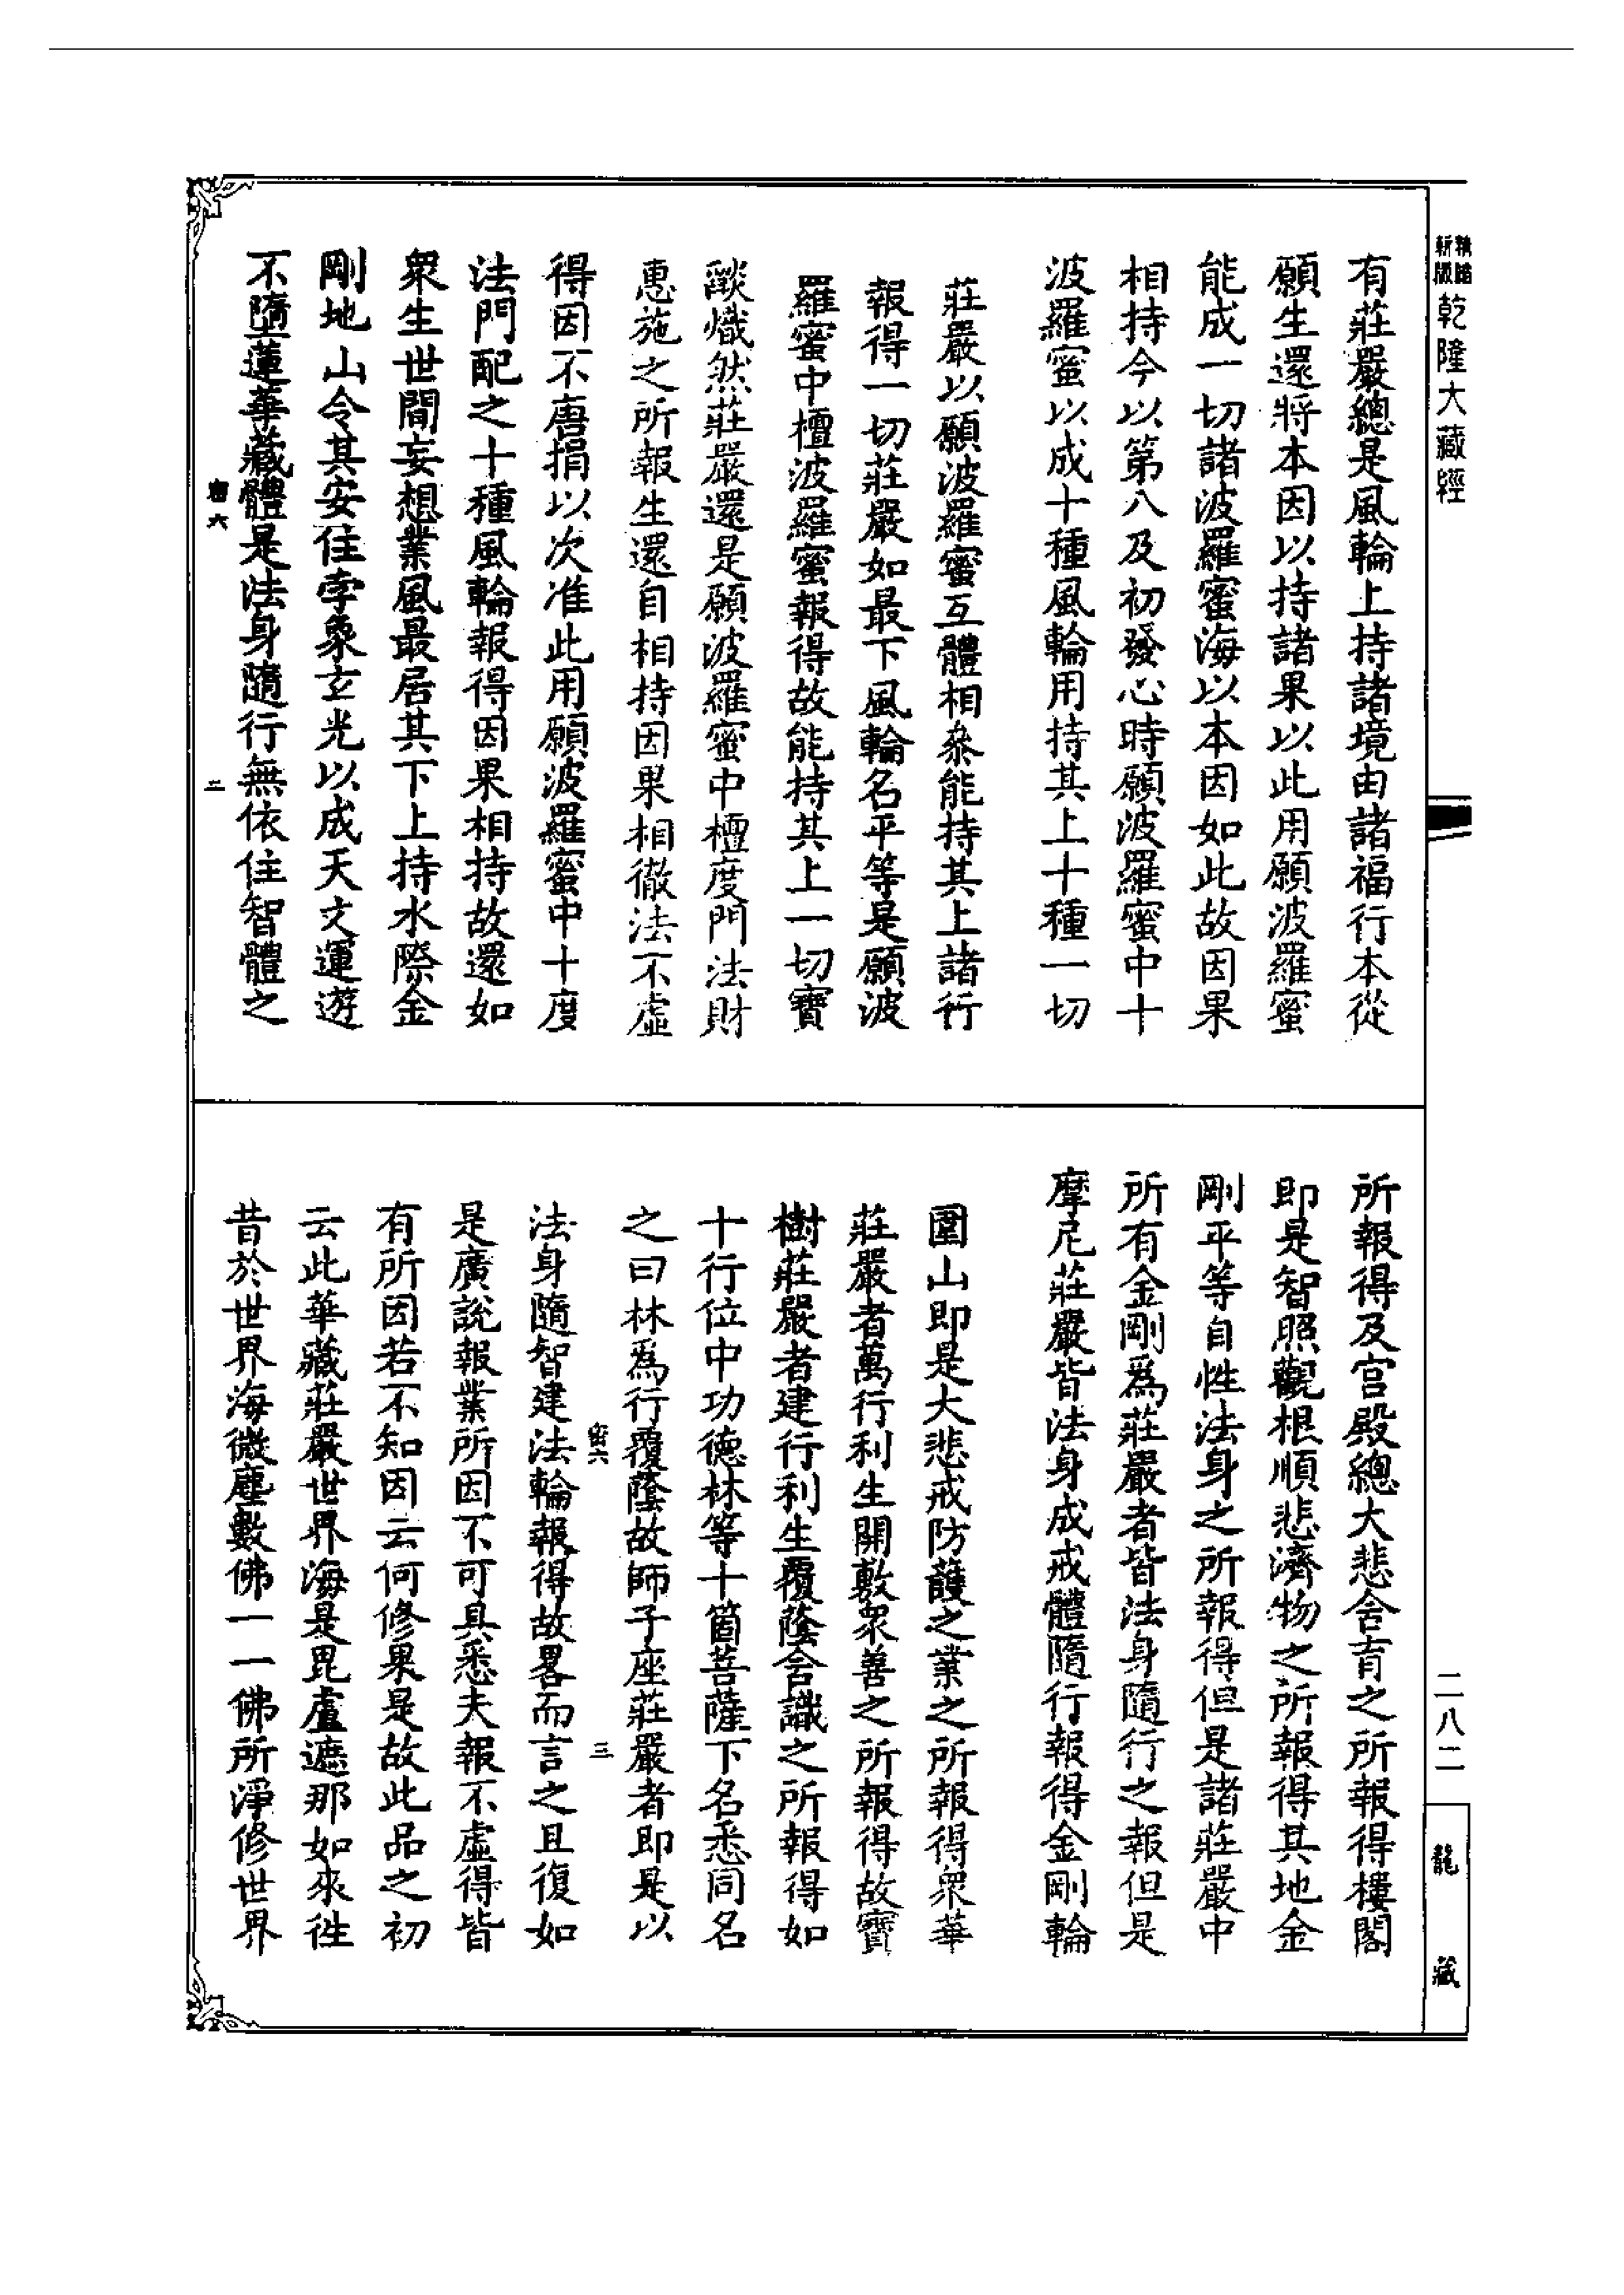 新版
精縮
乾隆大藏經
有莊嚴總是風輪上持諸境由諸福行本從
願生還將本因以持諸果以此用願波羅蜜
能成一切諸波羅蜜海以本因如此故因果
相持今以第八及初發心時願波羅蜜中十
波羅蜜以成十種風輪用持其上十種一切
莊嚴以願波羅蜜互體相叅能持其上諸行
報得一切莊嚴如最下風輪名平等是願波
羅蜜中檀波羅蜜報得故能持其上一切寶
𦦨熾然莊嚴還是願波羅蜜中檀度門法財
惠施之所報生還自相持因果相徹法不虛
得因不唐捐以次准此用願波羅蜜中十度
法門配之十種風輪報得因果相持故還如
衆生世間妄想業風最居其下上持水際金
剛地山令其安住孛象玄光以成天文運遊
不墮蓮華藏體是法身隨行無依住智體之
密六
二
所報得及宫殿總大悲含育之所報得樓閣
即是智照觀根順悲濟物之所報得其地金
剛平等自性法身之所報得但是諸莊嚴中
所有金剛爲莊嚴者皆法身隨行之報但是
摩尼莊嚴皆法身成戒體隨行報得金剛輪
圍山即是大悲戒防護之業之所報得衆華
莊嚴者萬行利生開敷衆善之所報得故寶
樹莊嚴者建行利生覆蔭含識之所報得如
十行位中功德林等十箇菩薩下名悉同名
之曰林爲行覆蔭故師子座莊嚴者即是以
密六
三
法身隨智建法輪報得故畧而言之且復如
是廣說報業所因不可具悉夫報不虛得皆
有所因若不知因云何修果是故此品之初
云此華藏莊嚴世界海是毘盧遮那如來徃
昔於世界海微塵數佛一一佛所淨修世界
二八二
龍藏